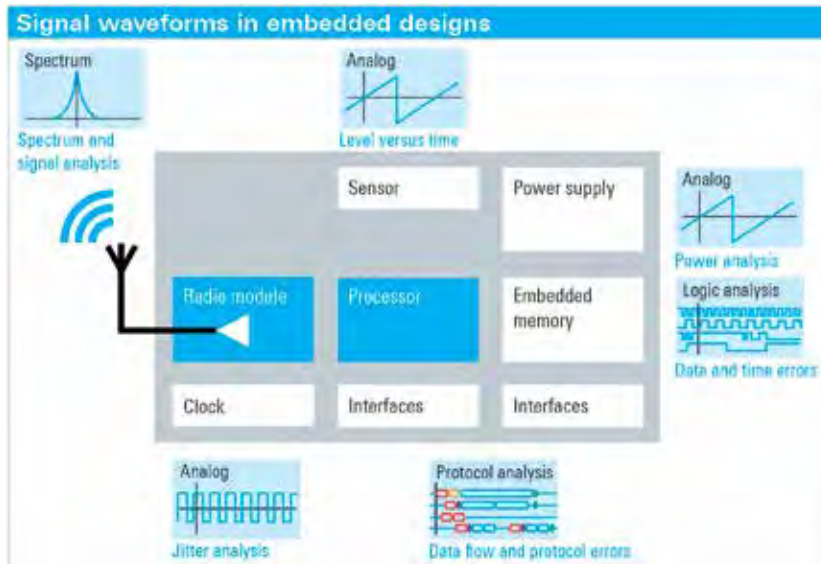 Signal waveforms in embedded designs
Spectrum
Spectrum and
signal analysis
Analog
Level versus time
Sensor
Power supply
Analog
Power analysis
Radio module
Processor
Embedded
memory
Logic analysis
Data and time errors
Clock
Interfaces
Interfaces
Analog
Jitter analysis
Protocol analysis
Data flow and protocol errors